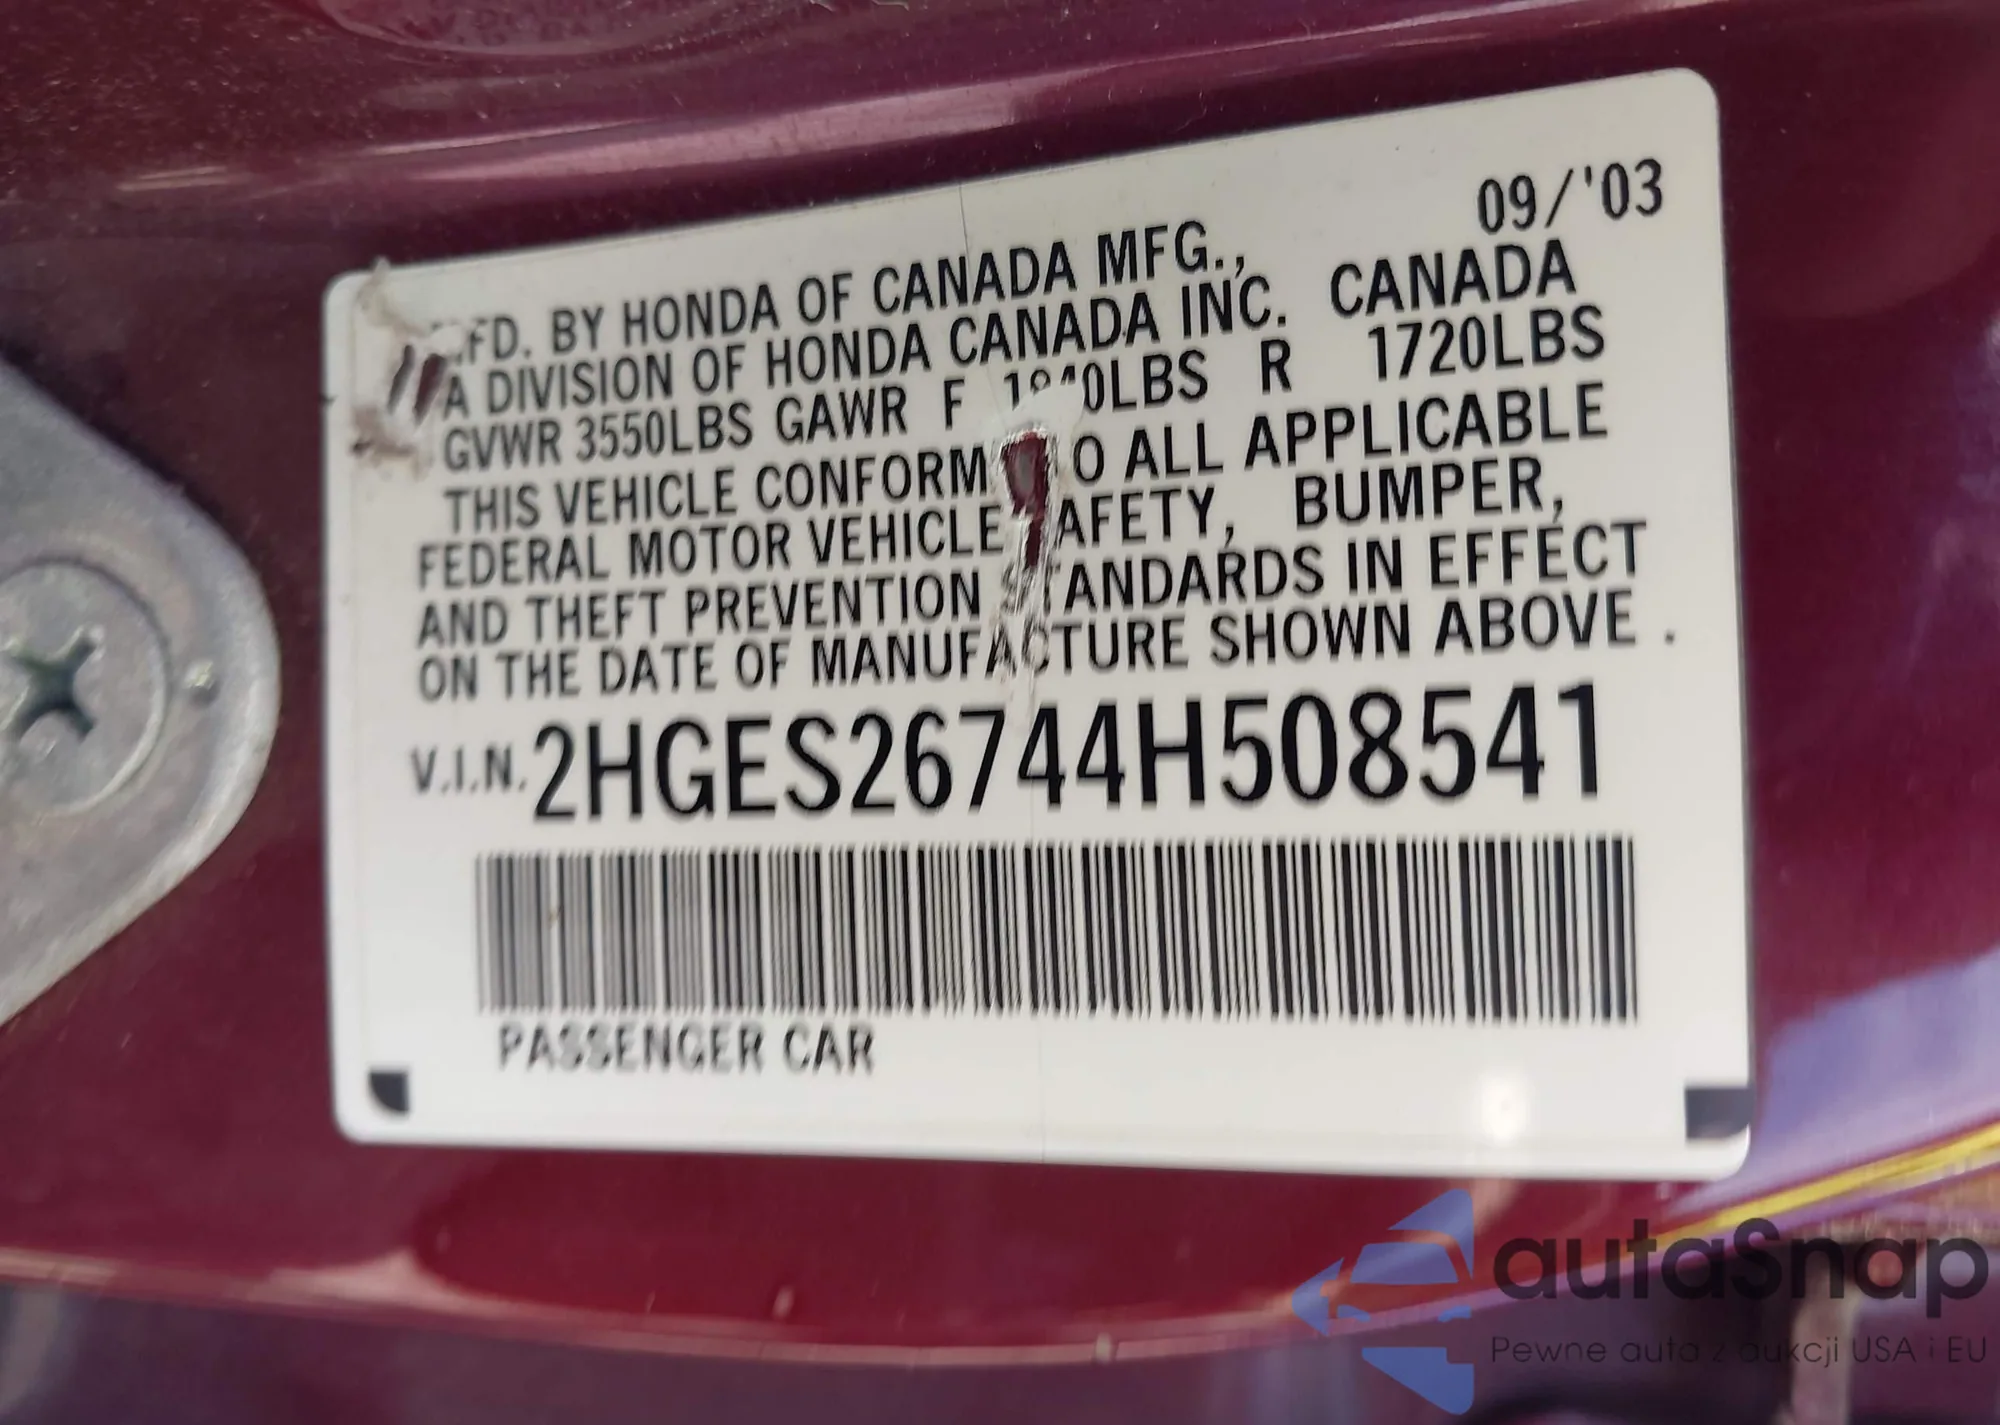 09/'03
MFD. BY HONDA OF CANADA MFG.,
A DIVISION OF HONDA CANADA INC. CANADA
GVWR 3550LBS GAWR F LBS R 1720LBS
THIS VEHICLE CONFORM O ALL APPLICABLE
FEDERAL MOTOR VEHICLE AFETY, BUMPER,
AND THEFT PREVENTION STANDARDS IN EFFECT
ON THE DATE OF MANUFACTURE SHOWN ABOVE .
V.I.N. 2HGES26744H508541
PASSENGER CAR
autaSnap
Pewne auta z aukcji USA i EU